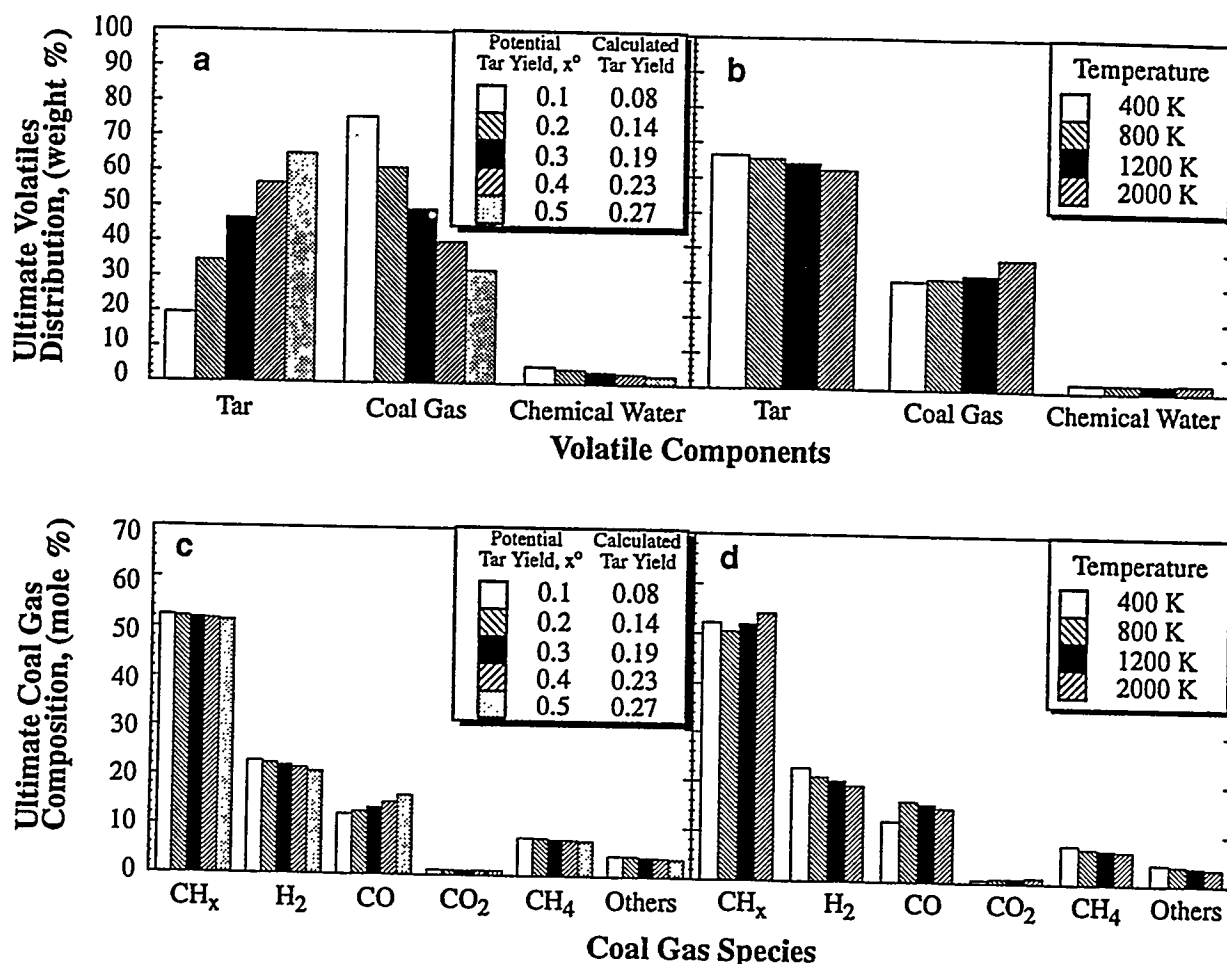 100
90
80
70
60
50
40
30
20
10
0
Ultimate Volatiles
Distribution, (weight %)
a
Potential Calculated
Tar Yield, x° Tar Yield
0.1 0.08
0.2 0.14
0.3 0.19
0.4 0.23
0.5 0.27
b
Temperature
400 K
800 K
1200 K
2000 K
Tar Coal Gas Chemical Water Tar Coal Gas Chemical Water
Volatile Components
70
60
50
40
30
20
10
0
Ultimate Coal Gas
Composition, (mole %)
c
Potential Calculated
Tar Yield, x° Tar Yield
0.1 0.08
0.2 0.14
0.3 0.19
0.4 0.23
0.5 0.27
d
Temperature
400 K
800 K
1200 K
2000 K
CHx H2 CO CO2 CH4 Others CHx H2 CO CO2 CH4 Others
Coal Gas Species